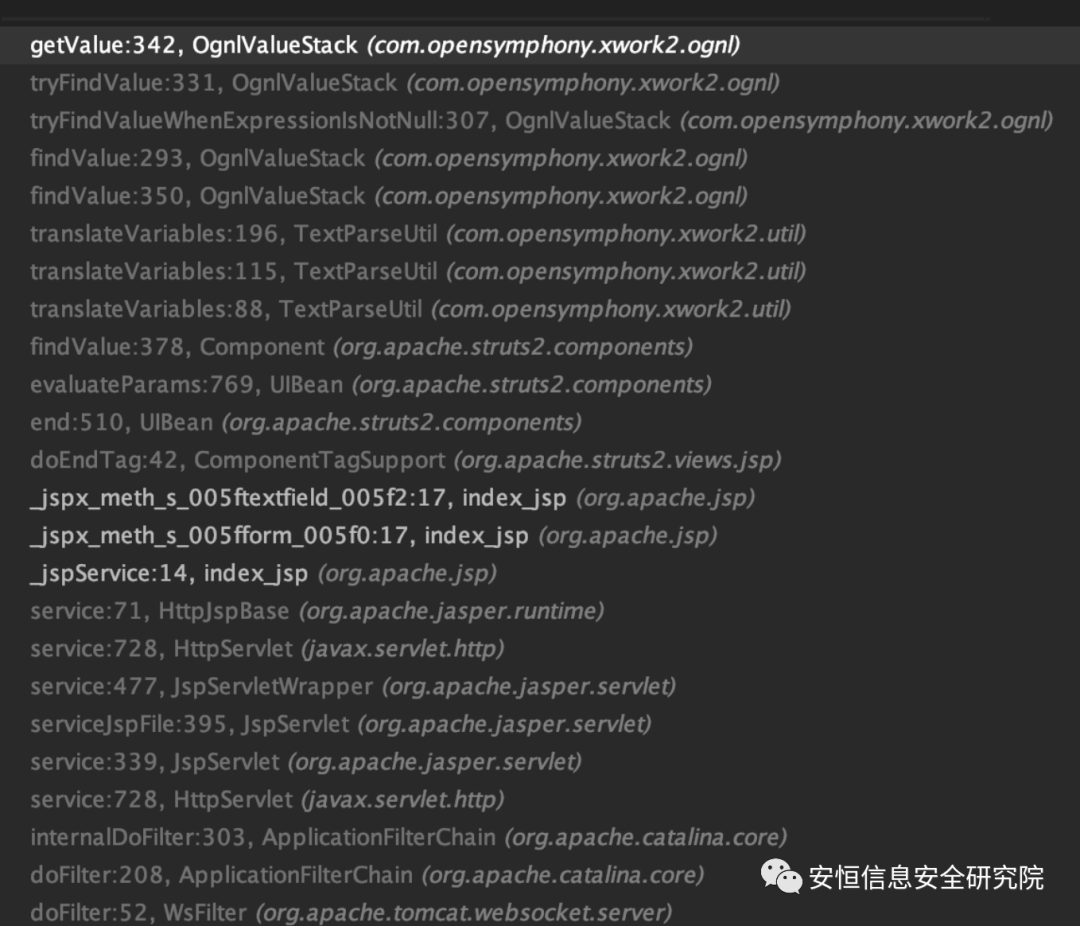 getValue:342, OgnlValueStack (com.opensymphony.xwork2.ognl)
tryFindValue:331, OgnlValueStack (com.opensymphony.xwork2.ognl)
tryFindValueWhenExpressionIsNotNull:307, OgnlValueStack (com.opensymphony.xwork2.ognl)
findValue:293, OgnlValueStack (com.opensymphony.xwork2.ognl)
findValue:350, OgnlValueStack (com.opensymphony.xwork2.ognl)
translateVariables:196, TextParseUtil (com.opensymphony.xwork2.util)
translateVariables:115, TextParseUtil (com.opensymphony.xwork2.util)
translateVariables:88, TextParseUtil (com.opensymphony.xwork2.util)
findValue:378, Component (org.apache.struts2.components)
evaluateParams:769, UIBean (org.apache.struts2.components)
end:510, UIBean (org.apache.struts2.components)
doEndTag:42, ComponentTagSupport (org.apache.struts2.views.jsp)
_jspx_meth_s_005ftextfield_005f2:17, index_jsp (org.apache.jsp)
_jspx_meth_s_005fform_005f0:17, index_jsp (org.apache.jsp)
_jspService:14, index_jsp (org.apache.jsp)
service:71, HttpJspBase (org.apache.jasper.runtime)
service:728, HttpServlet (javax.servlet.http)
service:477, JspServletWrapper (org.apache.jasper.servlet)
serviceJspFile:395, JspServlet (org.apache.jasper.servlet)
service:339, JspServlet (org.apache.jasper.servlet)
service:728, HttpServlet (javax.servlet.http)
internalDoFilter:303, ApplicationFilterChain (org.apache.catalina.core)
doFilter:208, ApplicationFilterChain (org.apache.catalina.core)
安恒信息安全研究院
doFilter:52, WsFilter (org.apache.tomcat.websocket.server)